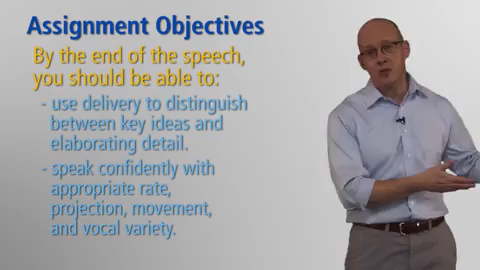 Assignment Objectives
By the end of the speech,
you should be able to:
- use delivery to distinguish
between key ideas and
elaborating detail.
- speak confidently with
appropriate rate,
projection, movement,
and vocal variety.